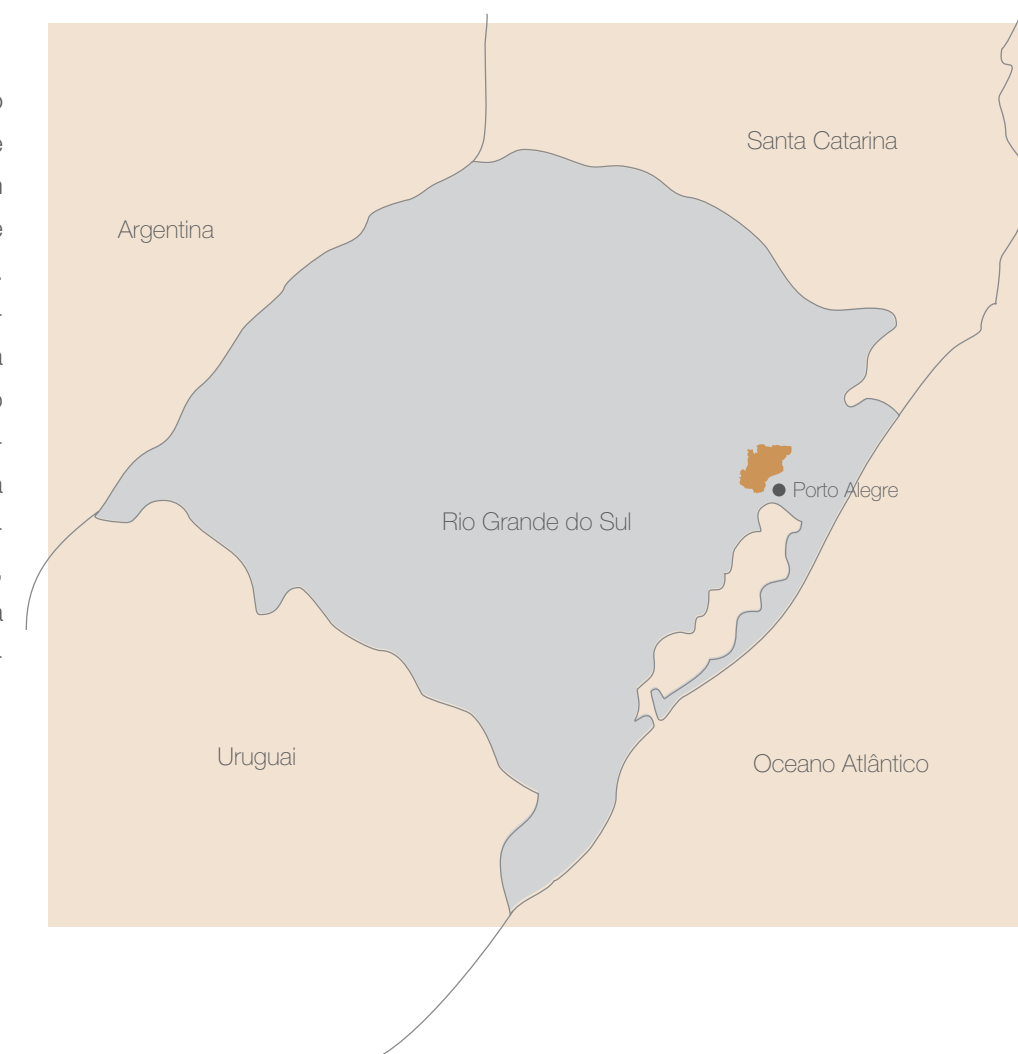 Santa Catarina
Argentina
Porto Alegre
Rio Grande do Sul
Uruguai
Oceano Atlântico